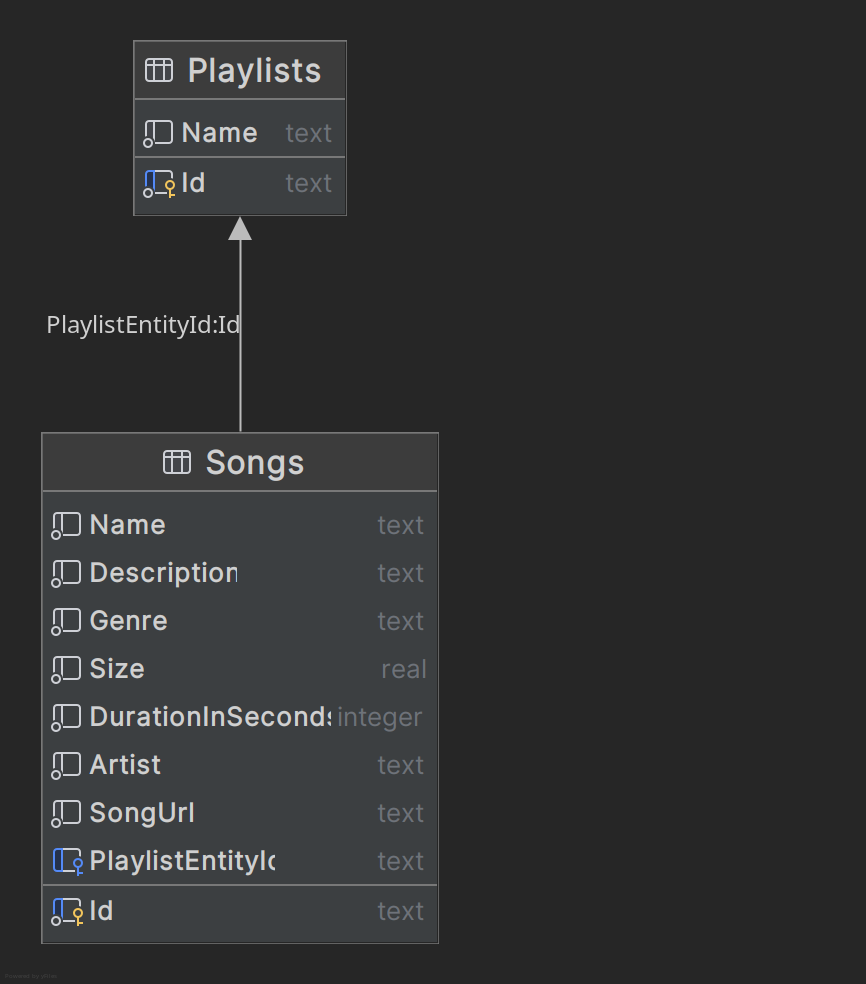 Playlists
Name text
Id text
PlaylistEntityId:Id
Songs
Name text
Description text
Genre text
Size real
DurationInSeconds integer
Artist text
SongUrl text
PlaylistEntityId text
Id text